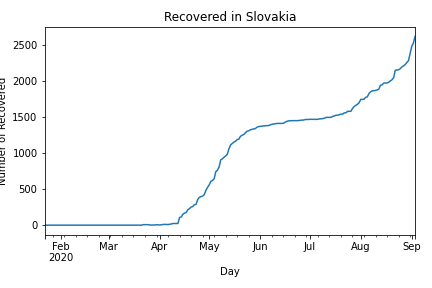 Recovered in Slovakia
Number of Recovered
2500
2000
1500
1000
500
0
Feb
2020
Mar
Apr
May
Jun
Jul
Aug
Sep
Day